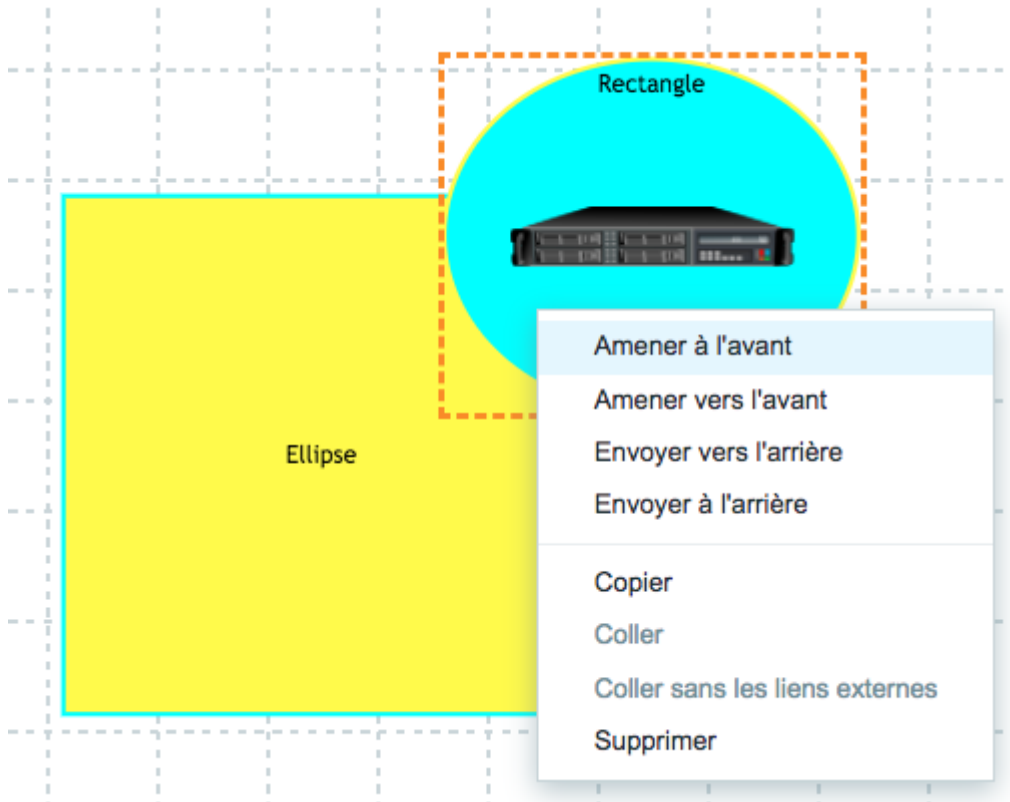 Rectangle
Ellipse
Amener à l'avant
Amener vers l'avant
Envoyer vers l'arrière
Envoyer à l'arrière
Copier
Coller
Coller sans les liens externes
Supprimer